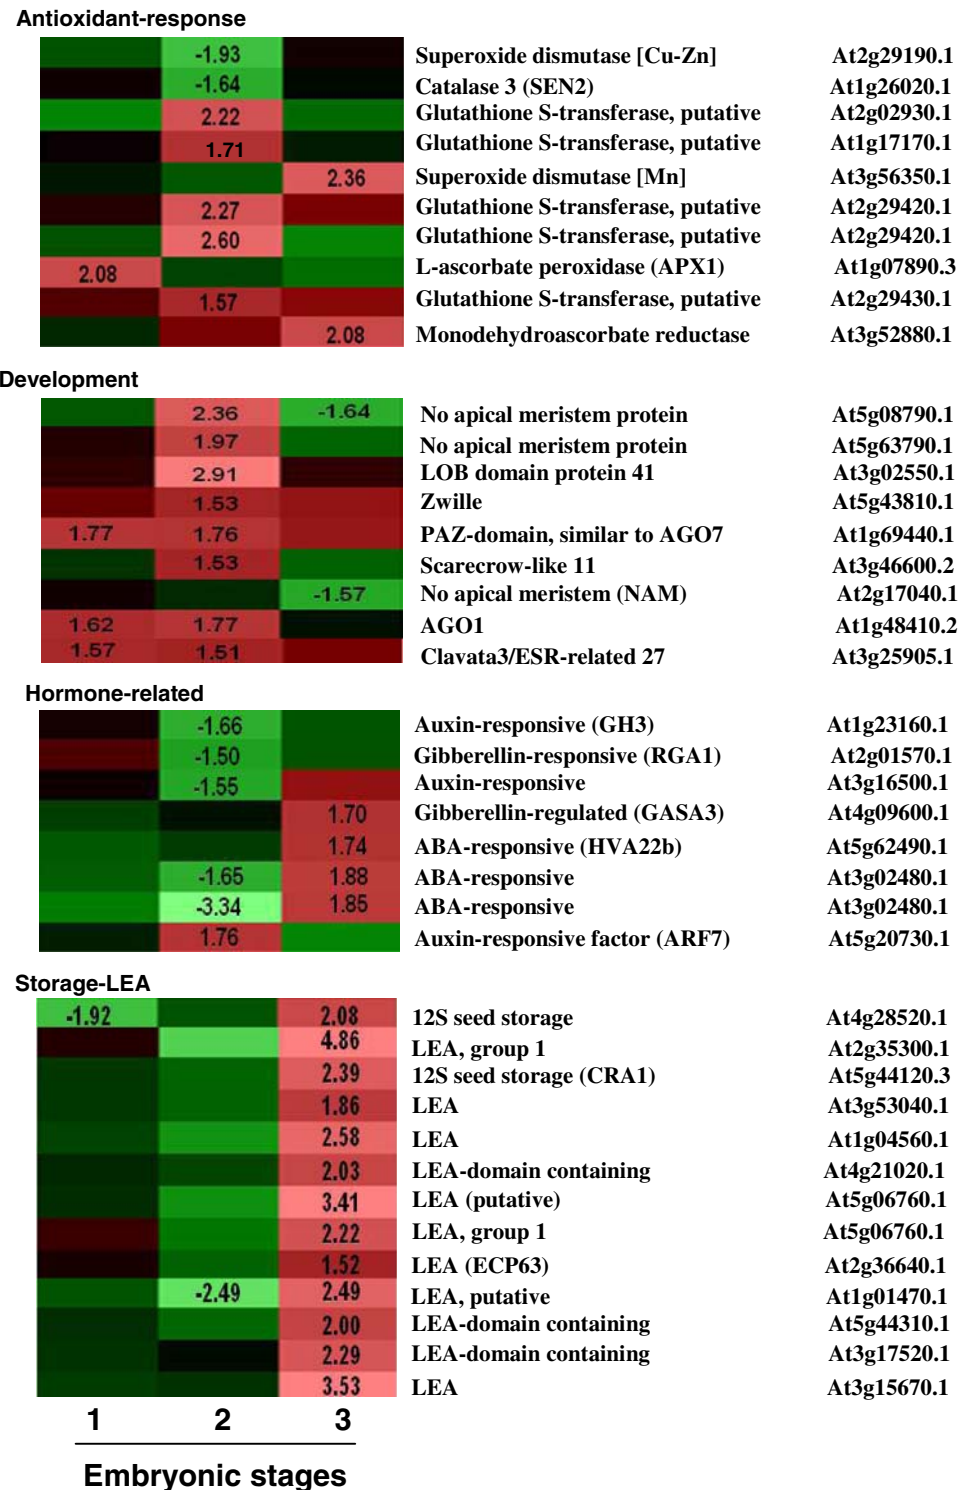 Antioxidant-response
-1.93 Superoxide dismutase [Cu-Zn] At2g29190.1
-1.64 Catalase 3 (SEN2) At1g26020.1
2.22 Glutathione S-transferase, putative At2g02930.1
1.71 Glutathione S-transferase, putative At1g17170.1
2.36 Superoxide dismutase [Mn] At3g56350.1
2.27 Glutathione S-transferase, putative At2g29420.1
2.60 Glutathione S-transferase, putative At2g29420.1
2.08 L-ascorbate peroxidase (APX1) At1g07890.3
1.57 Glutathione S-transferase, putative At2g29430.1
2.08 Monodehydroascorbate reductase At3g52880.1
Development
2.36 -1.64 No apical meristem protein At5g08790.1
1.97 No apical meristem protein At5g63790.1
2.91 LOB domain protein 41 At3g02550.1
1.53 Zwille At5g43810.1
1.77 1.76 PAZ-domain, similar to AGO7 At1g69440.1
1.53 Scarecrow-like 11 At3g46600.2
-1.57 No apical meristem (NAM) At2g17040.1
1.62 1.77 AGO1 At1g48410.2
1.57 1.51 Clavata3/ESR-related 27 At3g25905.1
Hormone-related
-1.66 Auxin-responsive (GH3) At1g23160.1
-1.50 Gibberellin-responsive (RGA1) At2g01570.1
-1.55 Auxin-responsive At3g16500.1
1.70 Gibberellin-regulated (GASA3) At4g09600.1
1.74 ABA-responsive (HVA22b) At5g62490.1
-1.65 1.88 ABA-responsive At3g02480.1
-3.34 1.85 ABA-responsive At3g02480.1
1.76 Auxin-responsive factor (ARF7) At5g20730.1
Storage-LEA
-1.92 2.08 12S seed storage At4g28520.1
4.86 LEA, group 1 At2g35300.1
2.39 12S seed storage (CRA1) At5g44120.3
1.86 LEA At3g53040.1
2.58 LEA At1g04560.1
2.03 LEA-domain containing At4g21020.1
3.41 LEA (putative) At5g06760.1
2.22 LEA, group 1 At5g06760.1
1.52 LEA (ECP63) At2g36640.1
-2.49 2.49 LEA, putative At1g01470.1
2.00 LEA-domain containing At5g44310.1
2.29 LEA-domain containing At3g17520.1
3.53 LEA At3g15670.1
1 2 3
Embryonic stages